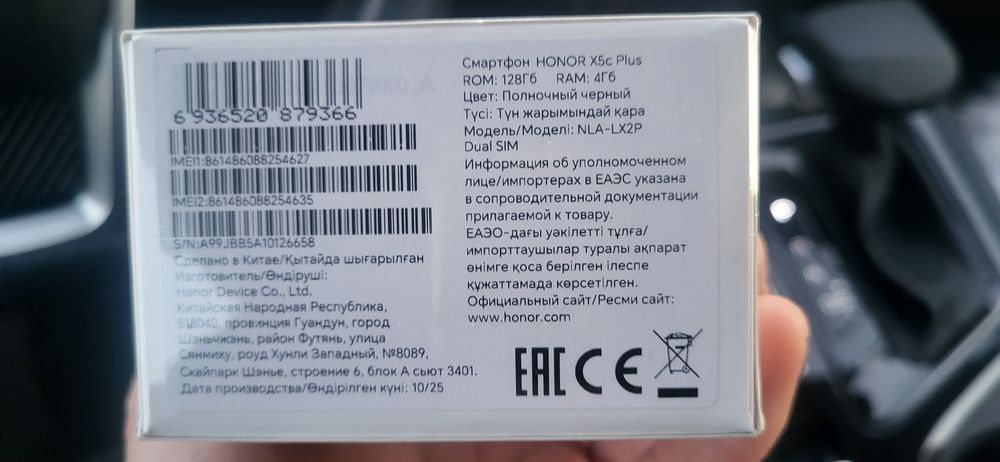 6 936520 879366
IMEI1:861486088254627
IMEI2:861486088254635
S/N:A99JBB5A10126658
Сделано в Китае/Қытайда шығарылған
Изготовитель/Өндіруші:
Honor Device Co., Ltd.
Китайская Народная Республика,
518040, провинция Гуандун, город
Шэньчжэнь, район Футянь, улица
Сянмиху, роуд Хунли Западный, №8089,
Скайпарк Шэнье, строение 6, блок А сьют 3401.
Дата производства/Өндірілген күні: 10/25
Смартфон HONOR X5c Plus
ROM: 128Гб RAM: 4Гб
Цвет: Полночный черный
Түсі: Түн жарымындай қара
Модель/Моделі: NLA-LX2P
Dual SIM
Информация об уполномоченном
лице/импортерах в ЕАЭС указана
в сопроводительной документации
прилагаемой к товару.
ЕАЭО-дағы уәкілетті тұлға/
импорттаушылар туралы ақпарат
өнімге қоса берілген ілеспе
құжаттамада көрсетілген.
Официальный сайт/Ресми сайт:
www.honor.com
EAC CE